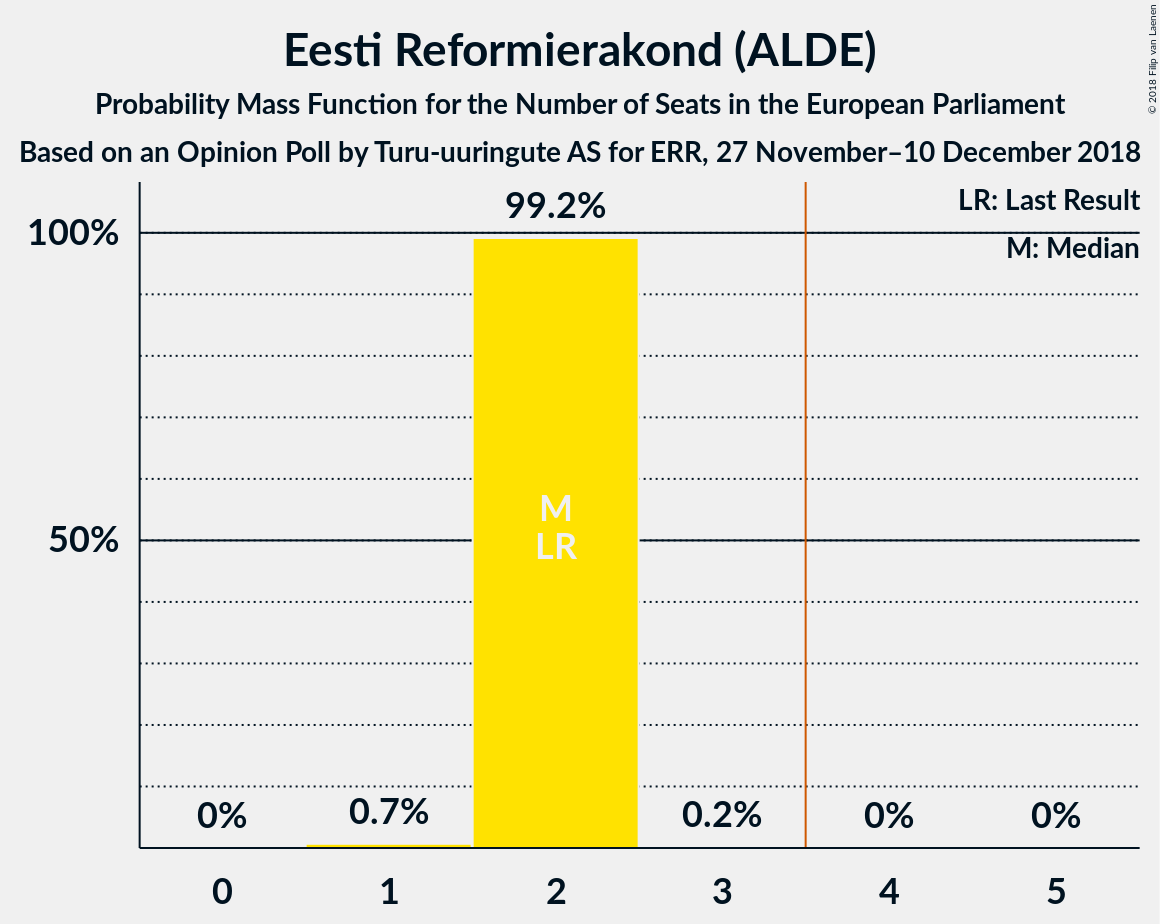 Eesti Reformierakond (ALDE)
Probability Mass Function for the Number of Seats in the European Parliament
Based on an Opinion Poll by Turu-uuringute AS for ERR, 27 November–10 December 2018
© 2018 Filip van Laenen
LR: Last Result
M: Median
100%
50%
99.2%
M
LR
0%
0.7%
0.2%
0%
0%
0
1
2
3
4
5